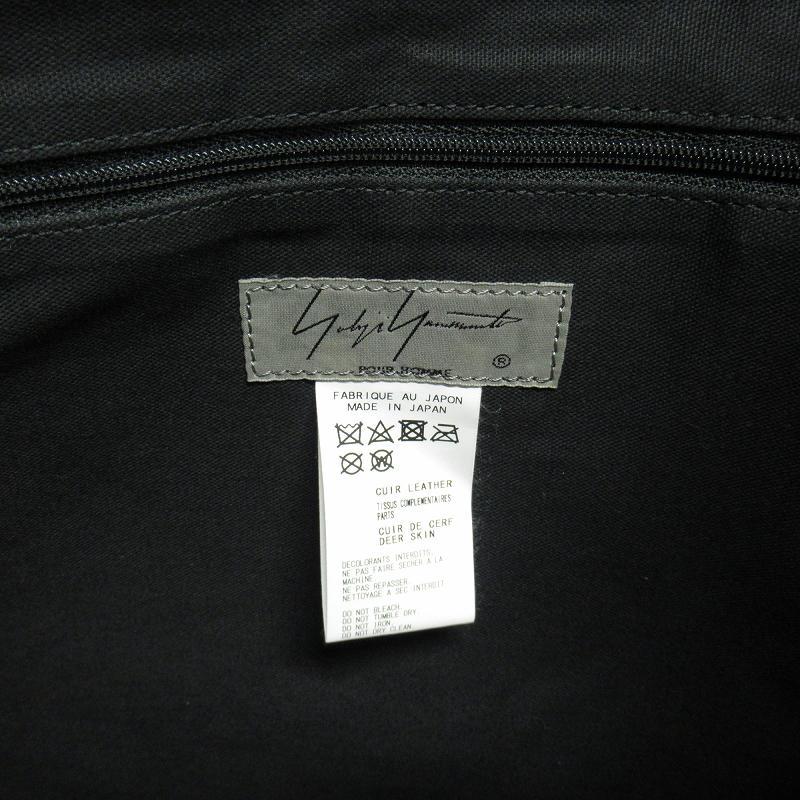 Yohji Yamamoto
POUR HOMME ®
FABRIQUE AU JAPON
MADE IN JAPAN
CUIR LEATHER
TISSUS COMPLEMENTAIRES
PARTS
CUIR DE CERF
DEER SKIN
DECOLORANTS INTERDITS.
NE PAS FAIRE SECHER A LA
MACHINE.
NE PAS REPASSER.
NETTOYAGE A SEC INTERDIT
DO NOT BLEACH.
DO NOT TUMBLE DRY.
DO NOT IRON.
DO NOT DRY CLEAN.